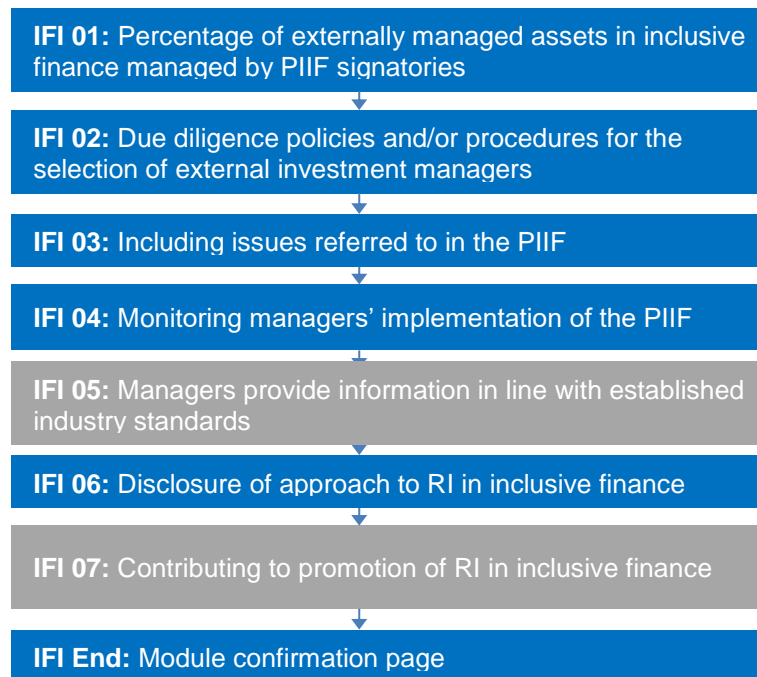 IFI 01: Percentage of externally managed assets in inclusive
finance managed by PIIF signatories
IFI 02: Due diligence policies and/or procedures for the
selection of external investment managers
IFI 03: Including issues referred to in the PIIF
IFI 04: Monitoring managers’ implementation of the PIIF
IFI 05: Managers provide information in line with established
industry standards
IFI 06: Disclosure of approach to RI in inclusive finance
IFI 07: Contributing to promotion of RI in inclusive finance
IFI End: Module confirmation page